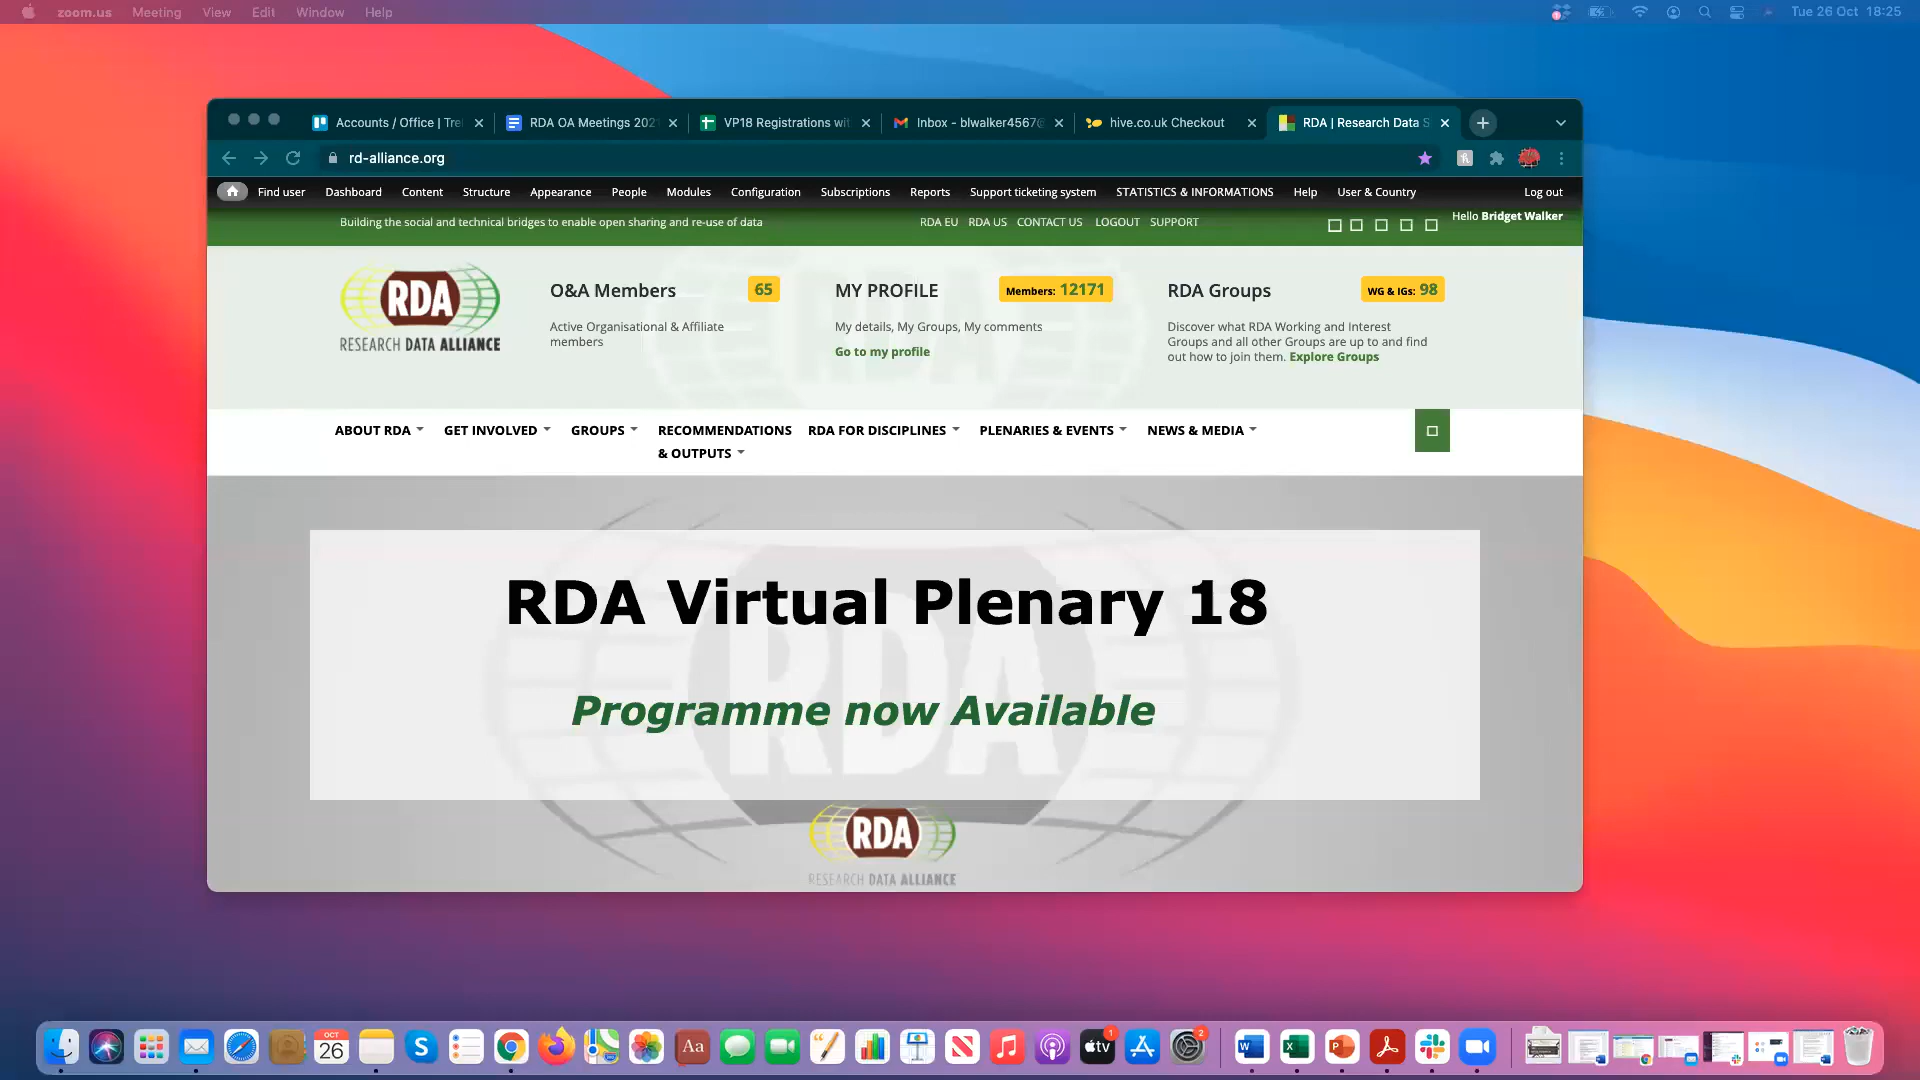 zoom.us Meeting View Edit Window Help Tue 26 Oct 18:25
Accounts / Office | Tre RDA OA Meetings 2021 VP18 Registrations wit Inbox - blwalker4567@ hive.co.uk Checkout RDA | Research Data S
rd-alliance.org
Find user Dashboard Content Structure Appearance People Modules Configuration Subscriptions Reports Support ticketing system STATISTICS & INFORMATIONS Help User & Country Log out
Hello Bridget Walker
Building the social and technical bridges to enable open sharing and re-use of data RDA EU RDA US CONTACT US LOGOUT SUPPORT
RDA
RESEARCH DATA ALLIANCE
O&A Members 65
Active Organisational & Affiliate
members
MY PROFILE Members: 12171
My details, My Groups, My comments
Go to my profile
RDA Groups WG & IGs: 98
Discover what RDA Working and Interest
Groups and all other Groups are up to and find
out how to join them. Explore Groups
ABOUT RDA GET INVOLVED GROUPS RECOMMENDATIONS
& OUTPUTS RDA FOR DISCIPLINES PLENARIES & EVENTS NEWS & MEDIA
RDA Virtual Plenary 18
Programme now Available
RDA
RDA
RESEARCH DATA ALLIANCE
OCT
26
Aa
tv
1
2